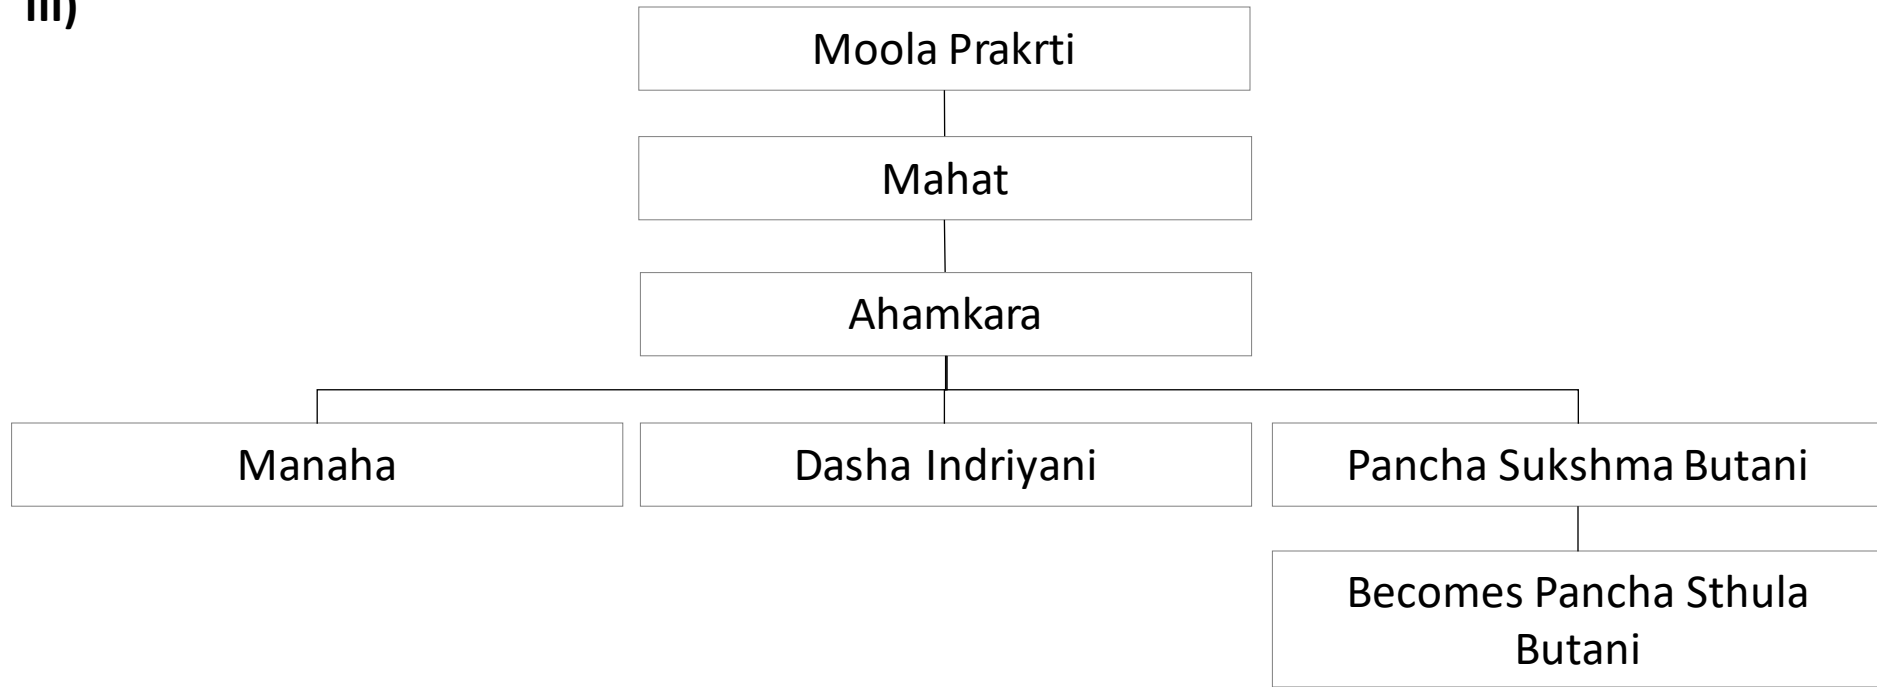 III)
Moola Prakrti
Mahat
Ahamkara
Manaha
Dasha Indriyani
Pancha Sukshma Butani
Becomes Pancha Sthula
Butani